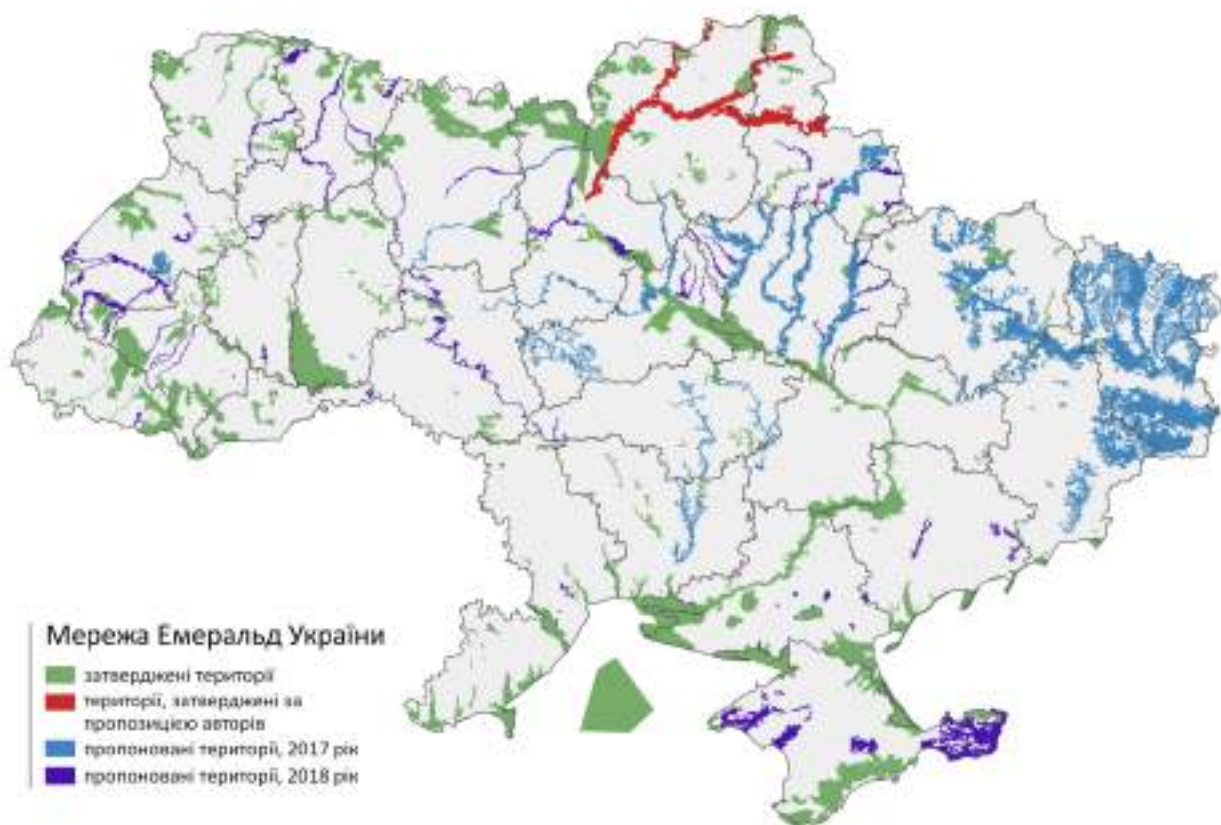 Мережа Емеральд України
затверджені території
території, затверджені за
пропозицією авторів
пропоновані території, 2017 рік
пропоновані території, 2018 рік